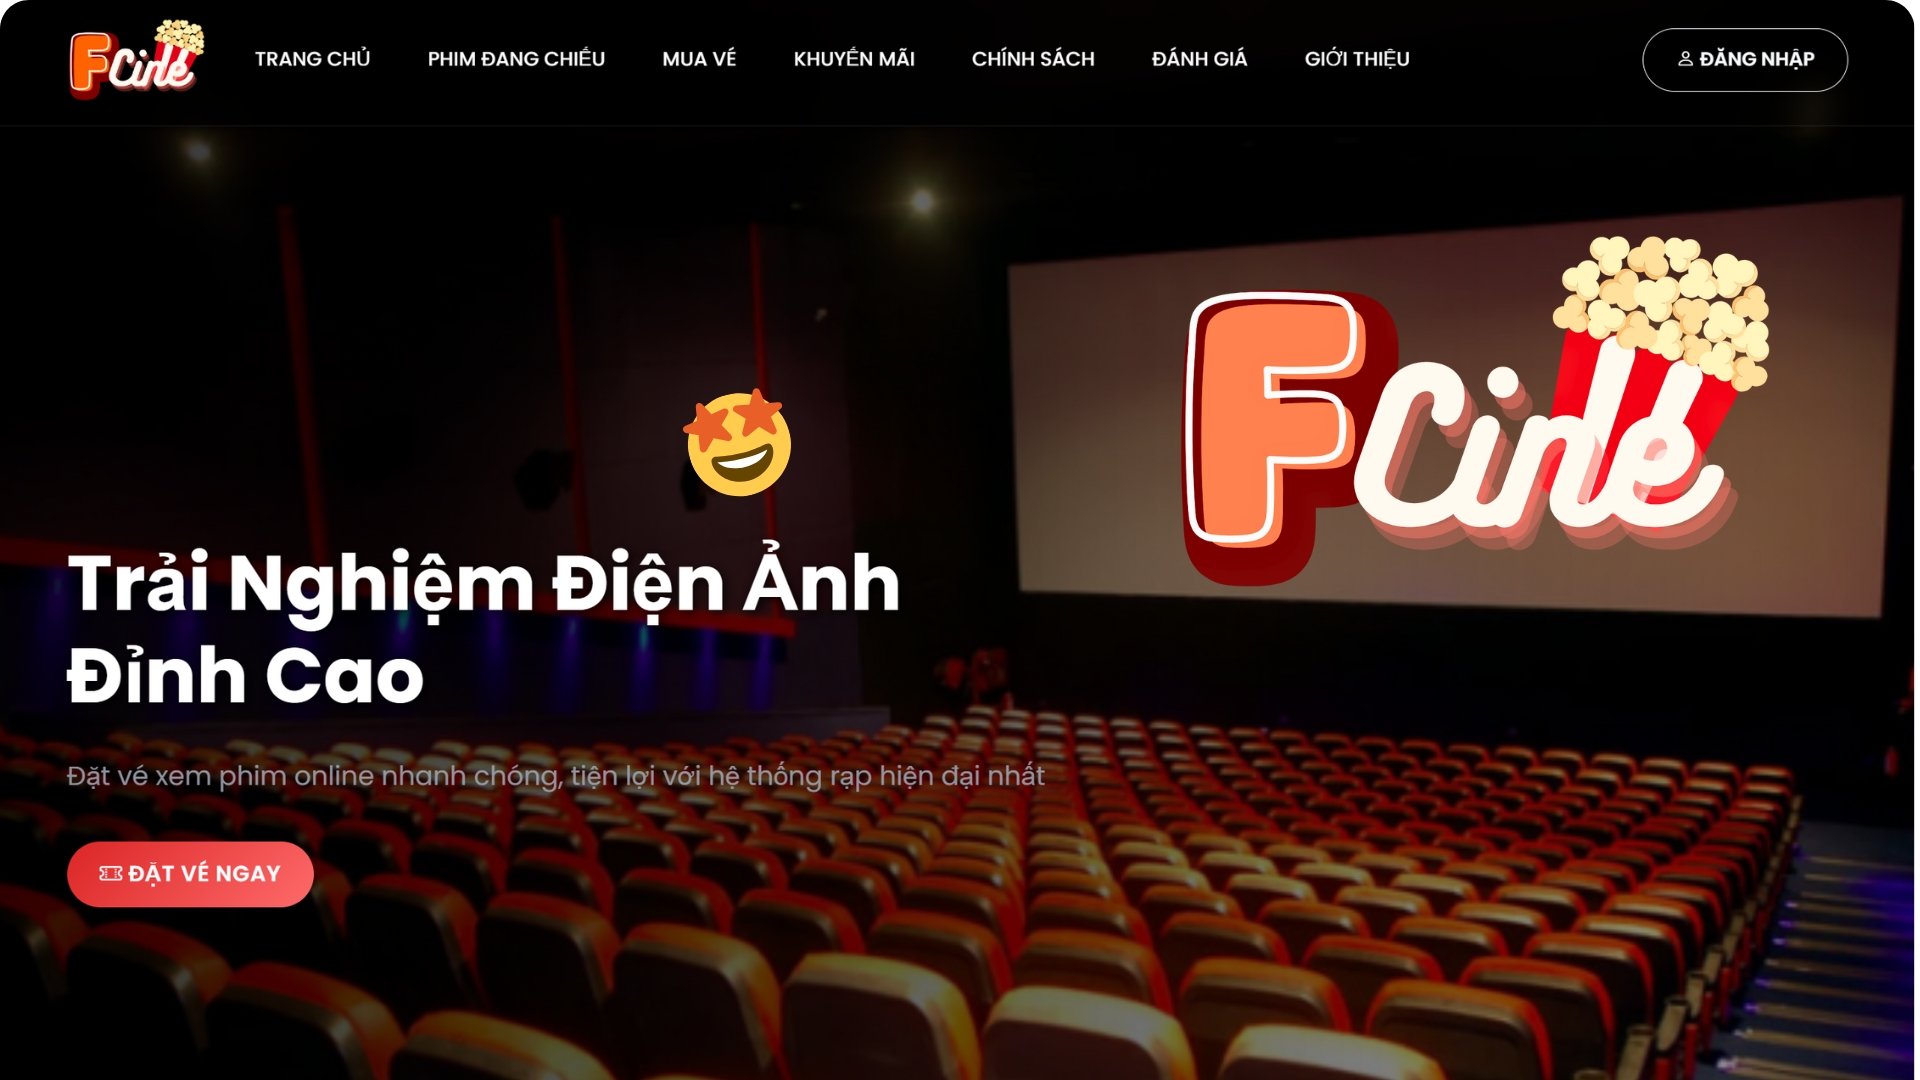 FCine
TRANG CHỦ
PHIM ĐANG CHIẾU
MUA VÉ
KHUYẾN MÃI
CHÍNH SÁCH
ĐÁNH GIÁ
GIỚI THIỆU
ĐĂNG NHẬP
FCine
Trải Nghiệm Điện Ảnh
Đỉnh Cao
Đặt vé xem phim online nhanh chóng, tiện lợi với hệ thống rạp hiện đại nhất
ĐẶT VÉ NGAY